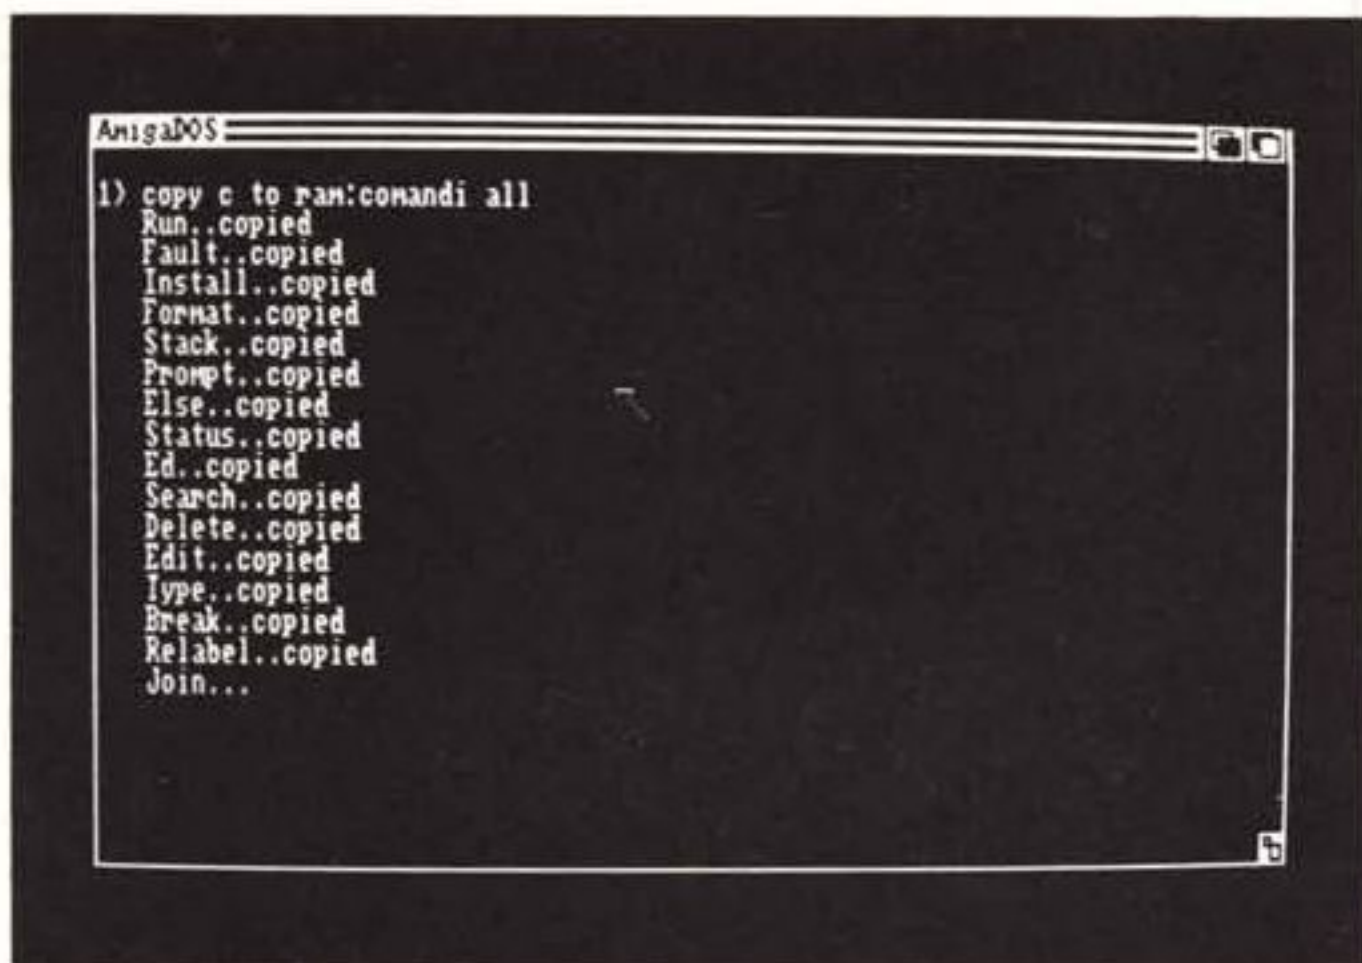 AmigaDOS
1> copy c to ram:comandi all
Run..copied
Fault..copied
Install..copied
Format..copied
Stack..copied
Prompt..copied
Else..copied
Status..copied
Ed..copied
Search..copied
Delete..copied
Edit..copied
Type..copied
Break..copied
Relabel..copied
Join...